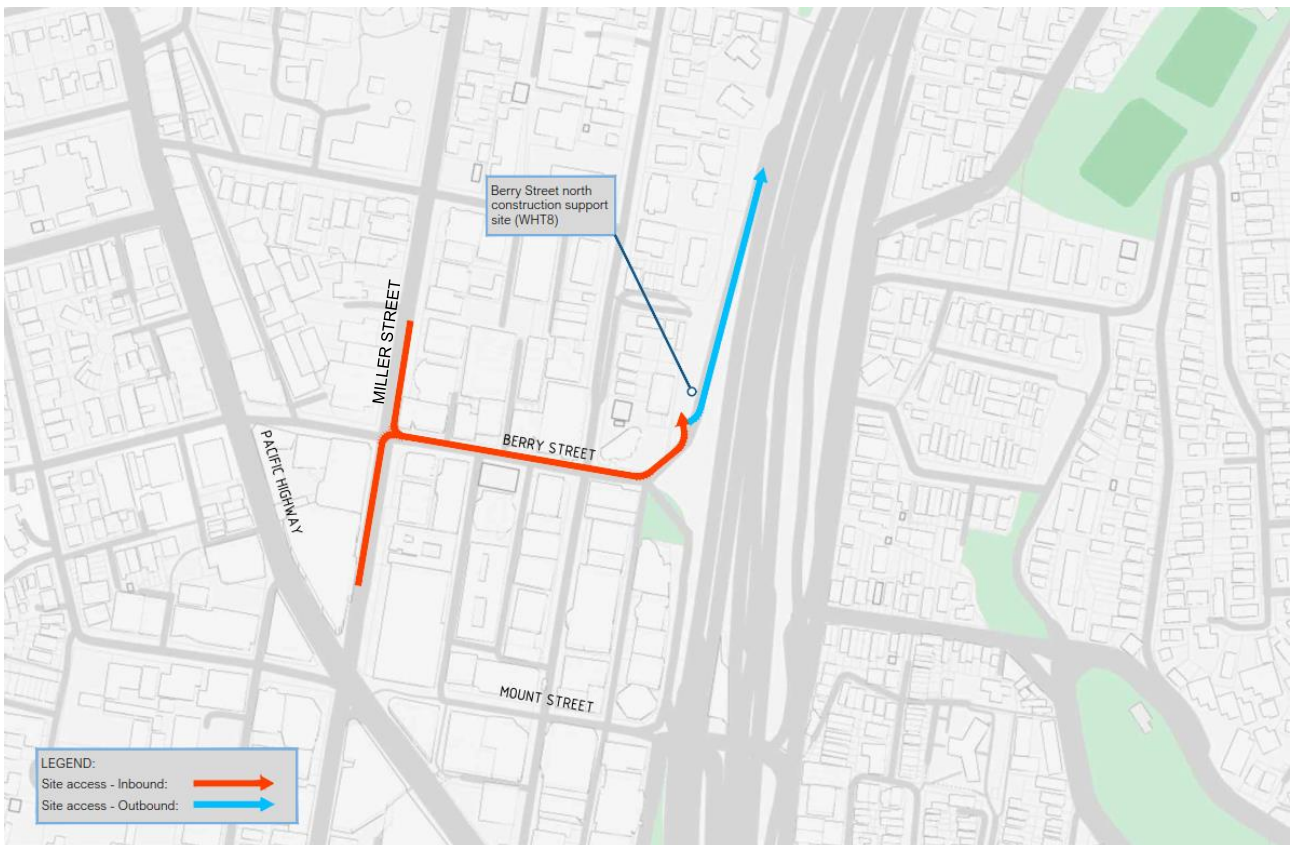 Berry Street north
construction support
site (WHT8)
MILLER STREET
BERRY STREET
PACIFIC HIGHWAY
MOUNT STREET
LEGEND:
Site access - Inbound:
Site access - Outbound: